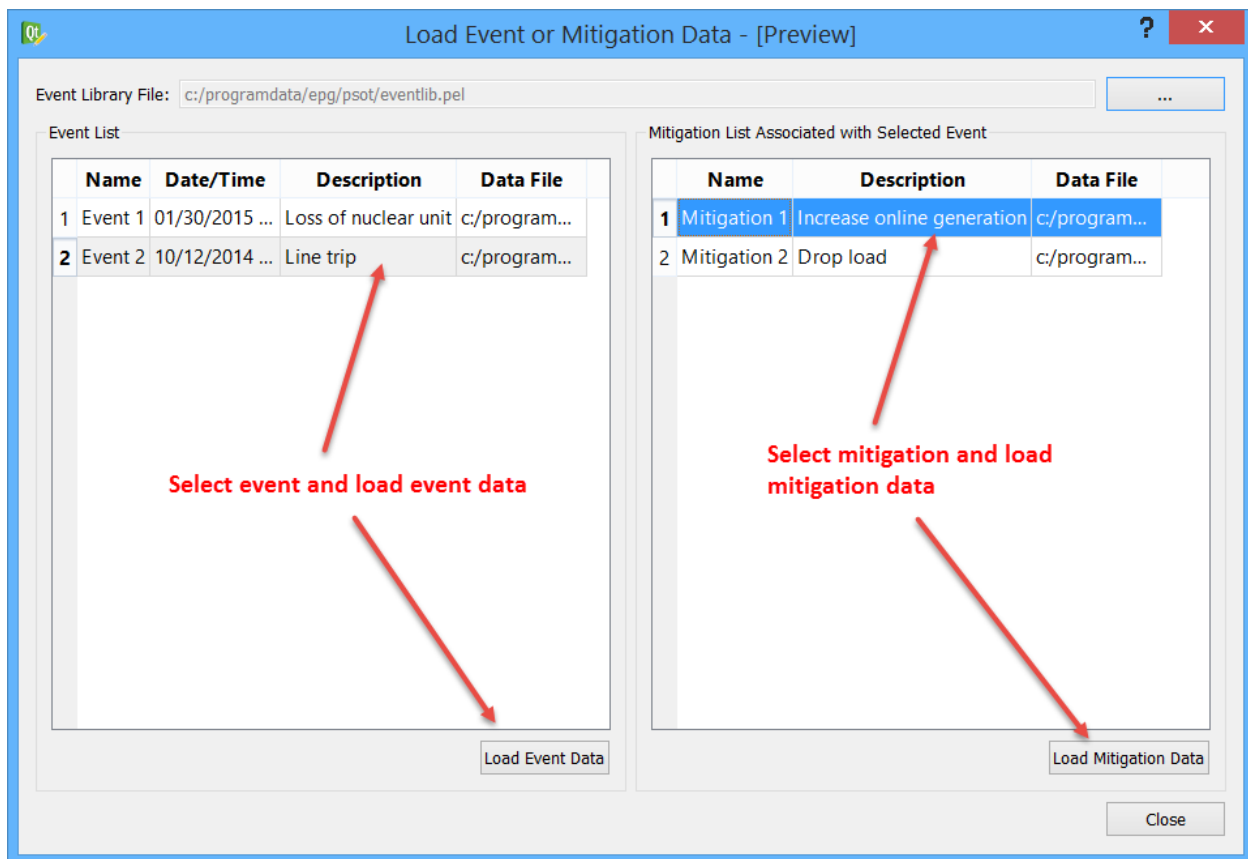 Qt
Load Event or Mitigation Data - [Preview]
?
x
Event Library File: c:/programdata/epg/psot/eventlib.pel
...
Event List
Name Date/Time Description Data File
1 Event 1 01/30/2015 ... Loss of nuclear unit c:/program...
2 Event 2 10/12/2014 ... Line trip c:/program...
Select event and load event data
Load Event Data
Mitigation List Associated with Selected Event
Name Description Data File
1 Mitigation 1 Increase online generation c:/program...
2 Mitigation 2 Drop load c:/program...
Select mitigation and load
mitigation data
Load Mitigation Data
Close